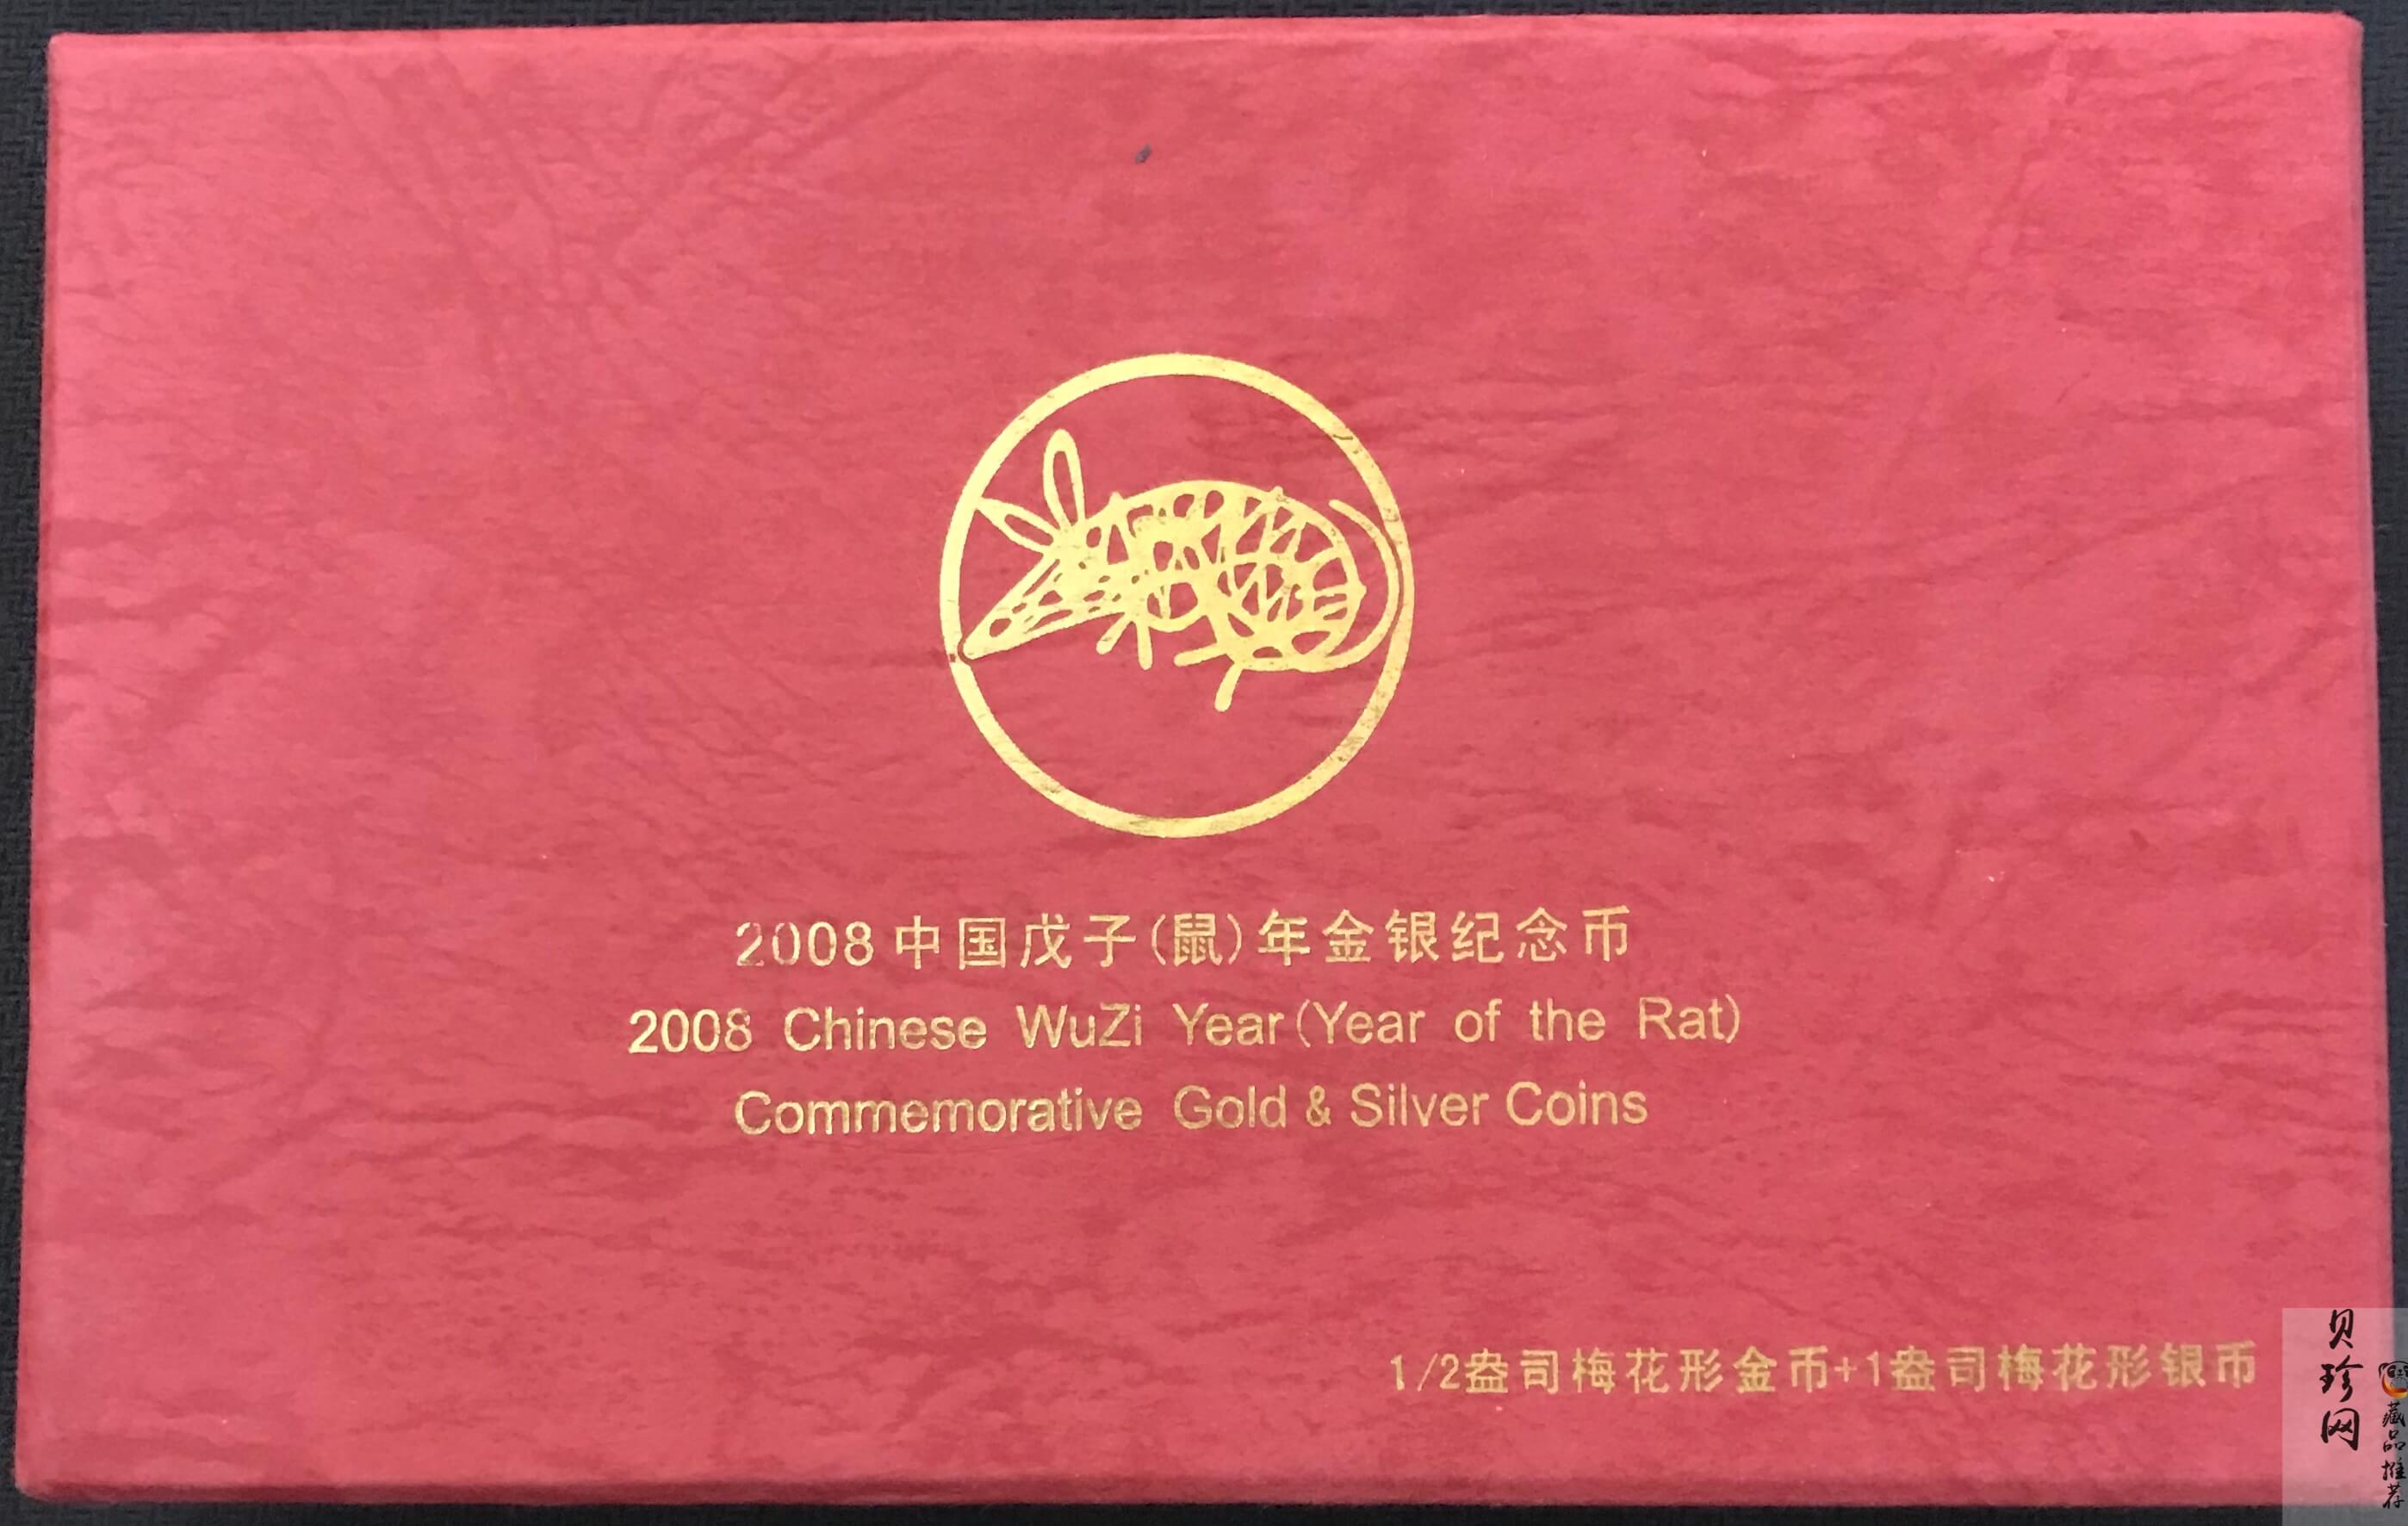 2008中国戊子(鼠)年金银纪念币
2008 Chinese WuZi Year(Year of the Rat)
Commemorative Gold & Silver Coins
1/2盎司梅花形金币+1盎司梅花形银币
贝珍网
藏品推荐